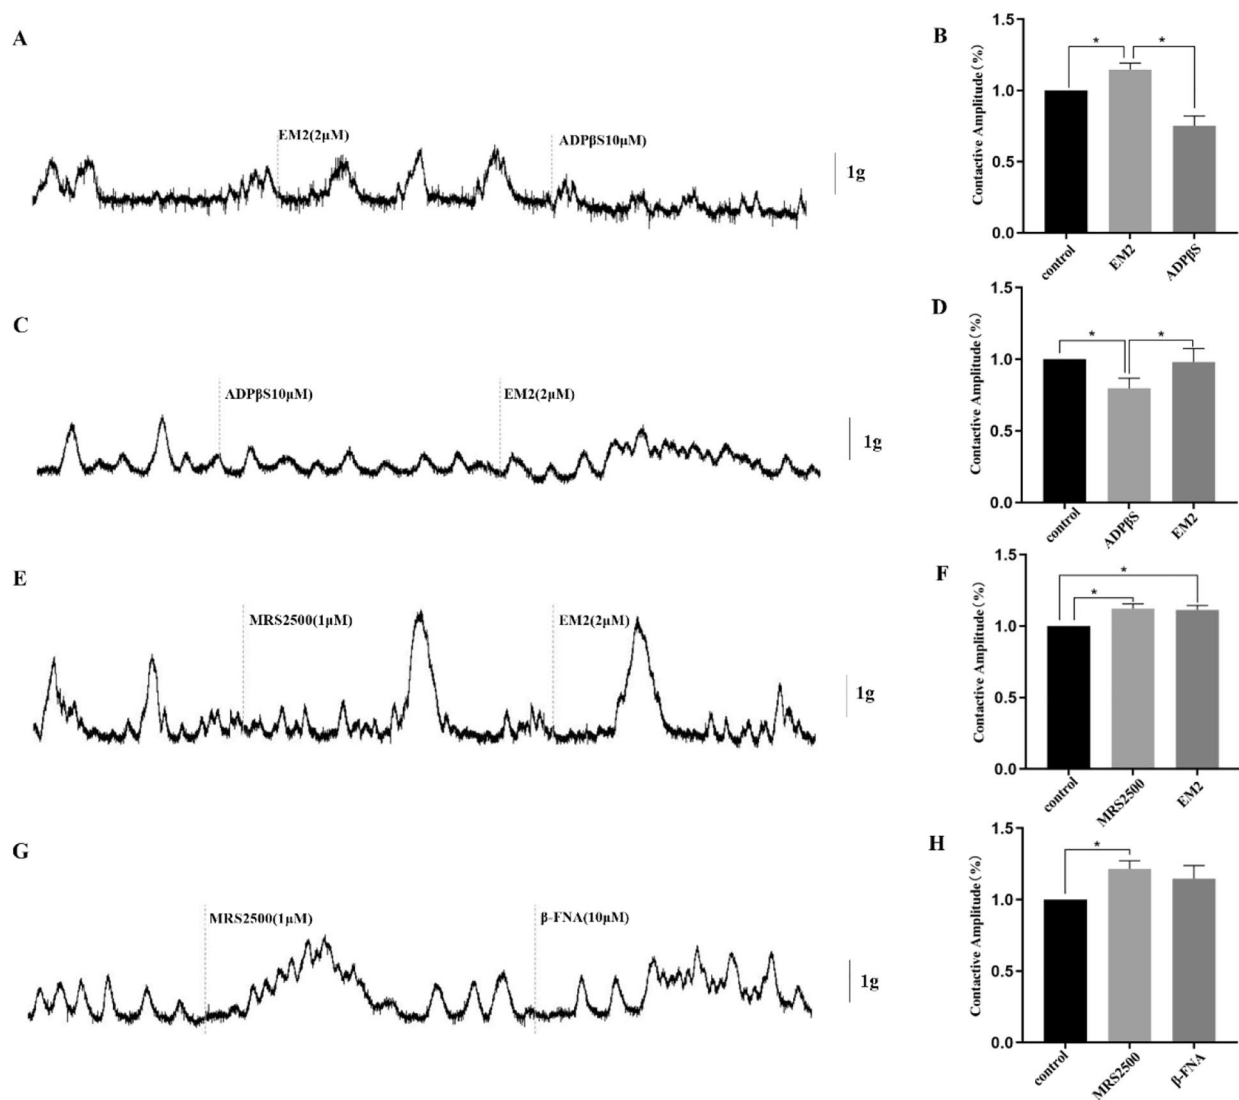 A
EM2(2μM)
ADPβS10μM)
1g
B
Contactive Amplitude(%)
1.5
1.0
0.5
0.0
*
*
control
EM2
ADPβS
C
ADPβS10μM)
EM2(2μM)
1g
D
Contactive Amplitude(%)
1.5
1.0
0.5
0.0
*
*
control
ADPβS
EM2
E
MRS2500(1μM)
EM2(2μM)
1g
F
Contactive Amplitude(%)
1.5
1.0
0.5
0.0
*
*
control
MRS2500
EM2
G
MRS2500(1μM)
β-FNA(10μM)
1g
H
Contactive Amplitude(%)
1.5
1.0
0.5
0.0
*
control
MRS2500
β-FNA